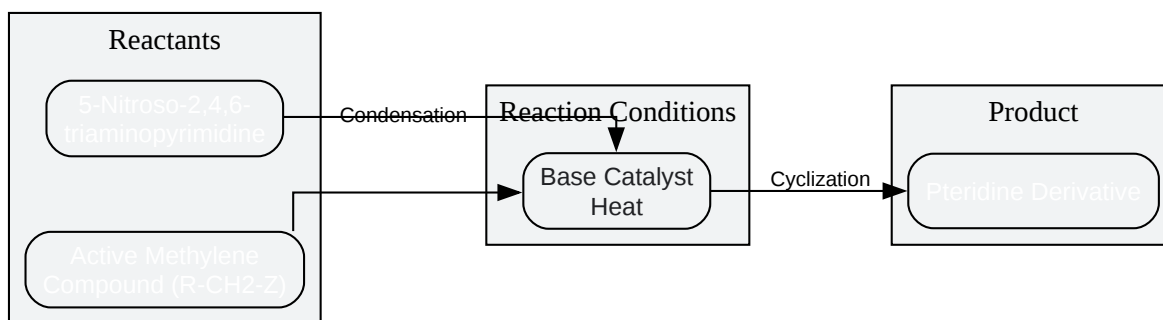 Reactants
5-Nitroso-2,4,6-
triaminopyrimidine
Active Methylene
Compound (R-CH2-Z)
Condensation
Reaction Conditions
Base Catalyst
Heat
Cyclization
Product
Pteridine Derivative